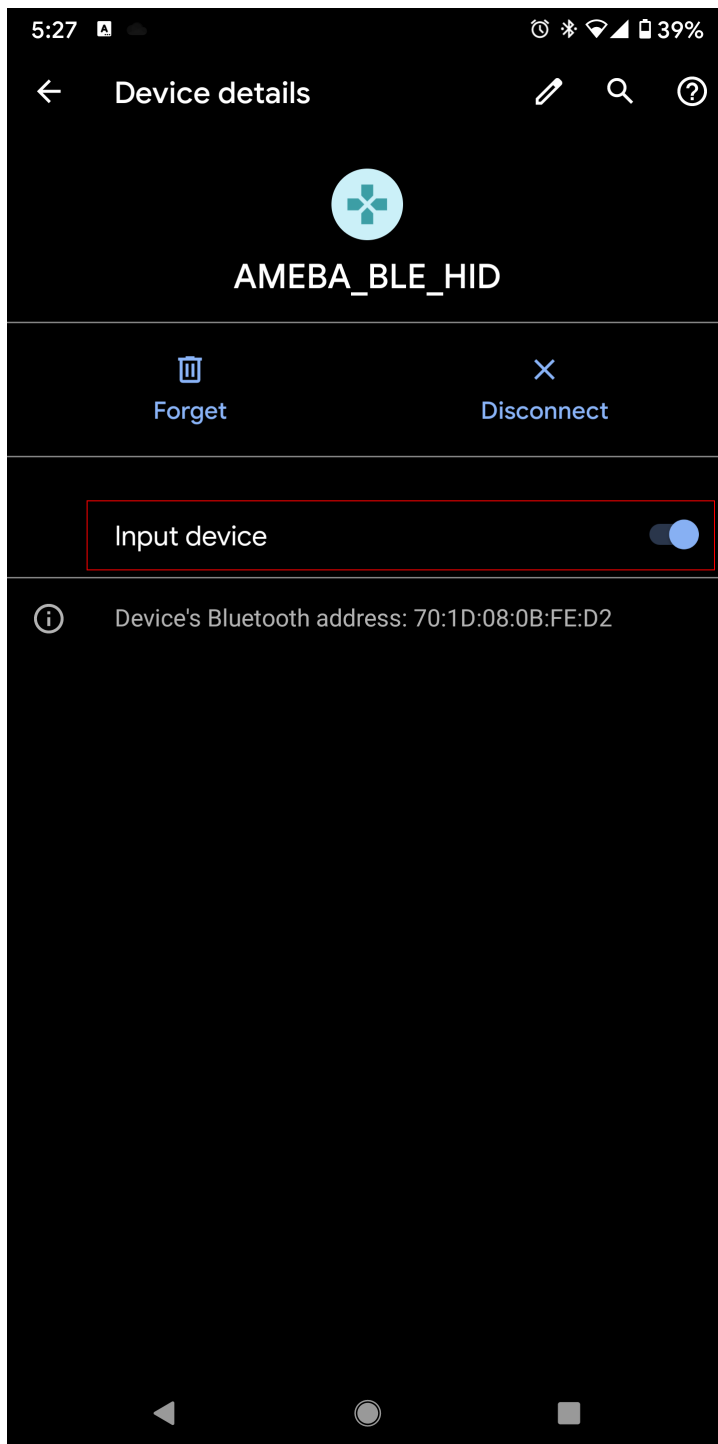 5:27 A 39%
Device details
AMEBA_BLE_HID
Forget Disconnect
Input device
Device's Bluetooth address: 70:1D:08:0B:FE:D2